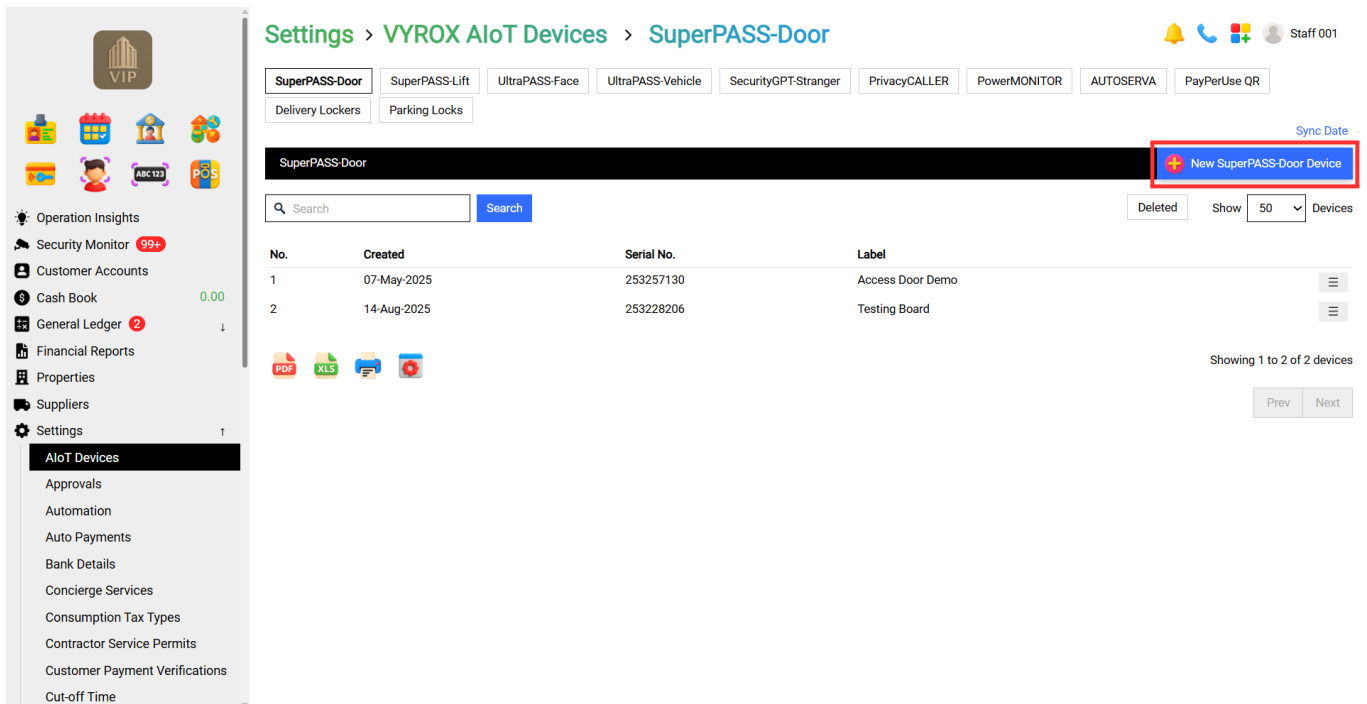 VIP
Settings > VYROX AIoT Devices > SuperPASS-Door
Staff 001
SuperPASS-Door SuperPASS-Lift UltraPASS-Face UltraPASS-Vehicle SecurityGPT-Stranger PrivacyCALLER PowerMONITOR AUTOSERVA PayPerUse QR
Delivery Lockers Parking Locks
Sync Date
SuperPASS-Door
New SuperPASS-Door Device
Search Search
Deleted Show 50 Devices
No. Created Serial No. Label
1 07-May-2025 253257130 Access Door Demo
2 14-Aug-2025 253228206 Testing Board
PDF XLS
Showing 1 to 2 of 2 devices
Prev Next
ABC 123
POS
Operation Insights
Security Monitor 99+
Customer Accounts
Cash Book 0.00
General Ledger 2 ↓
Financial Reports
Properties
Suppliers
Settings ↑
AIoT Devices
Approvals
Automation
Auto Payments
Bank Details
Concierge Services
Consumption Tax Types
Contractor Service Permits
Customer Payment Verifications
Cut-off Time